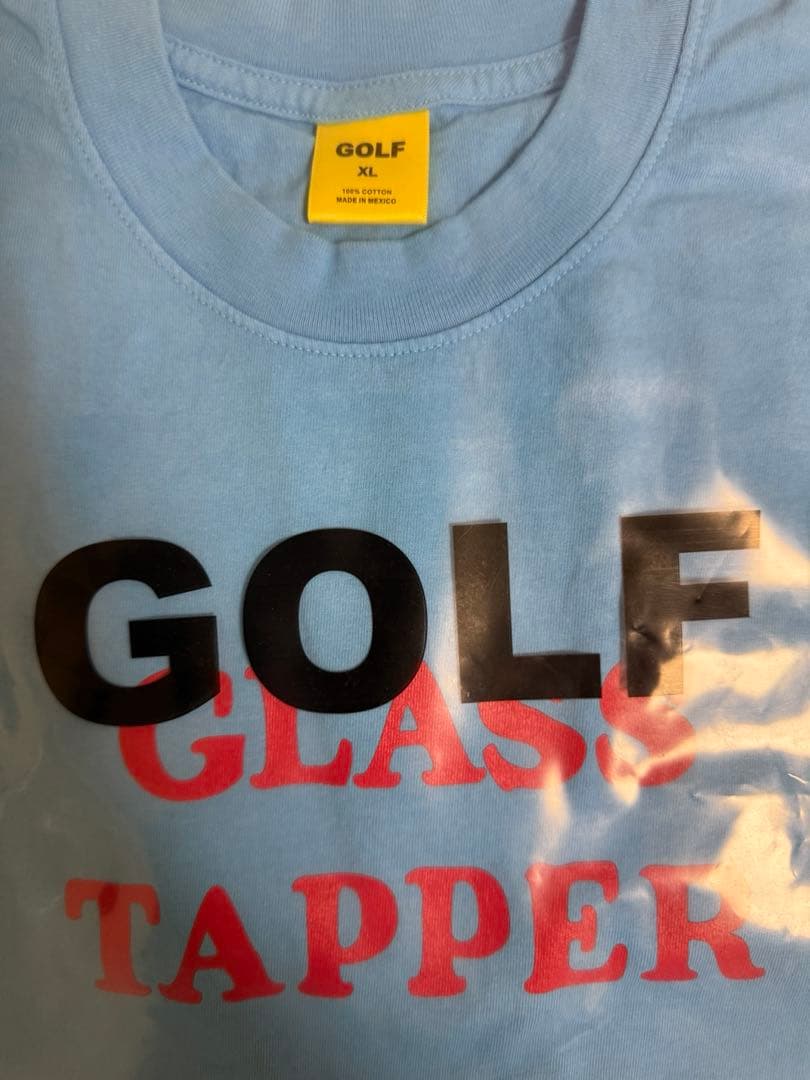 GOLF
XL
100% COTTON
MADE IN MEXICO
GOLF
GLASS
TAPPER